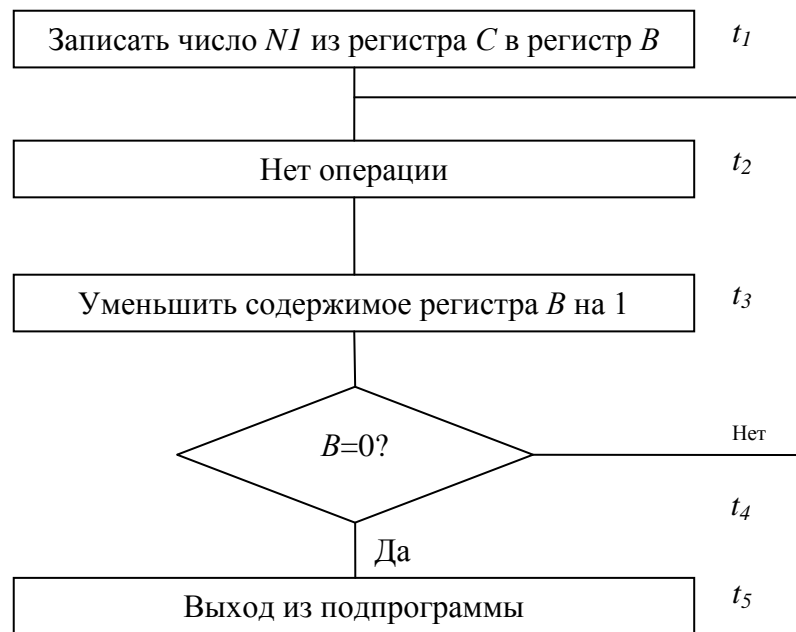 Записать число N1 из регистра C в регистр B
t1
Нет операции
t2
Уменьшить содержимое регистра B на 1
t3
B=0?
Нет
t4
Да
Выход из подпрограммы
t5